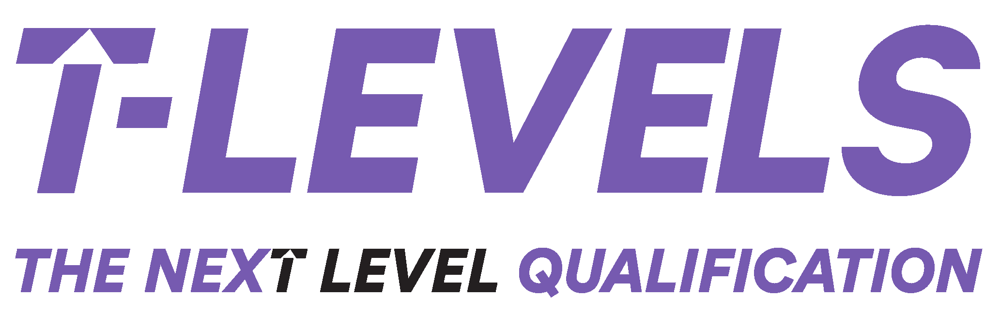 T-LEVELS
THE NEXT LEVEL QUALIFICATION